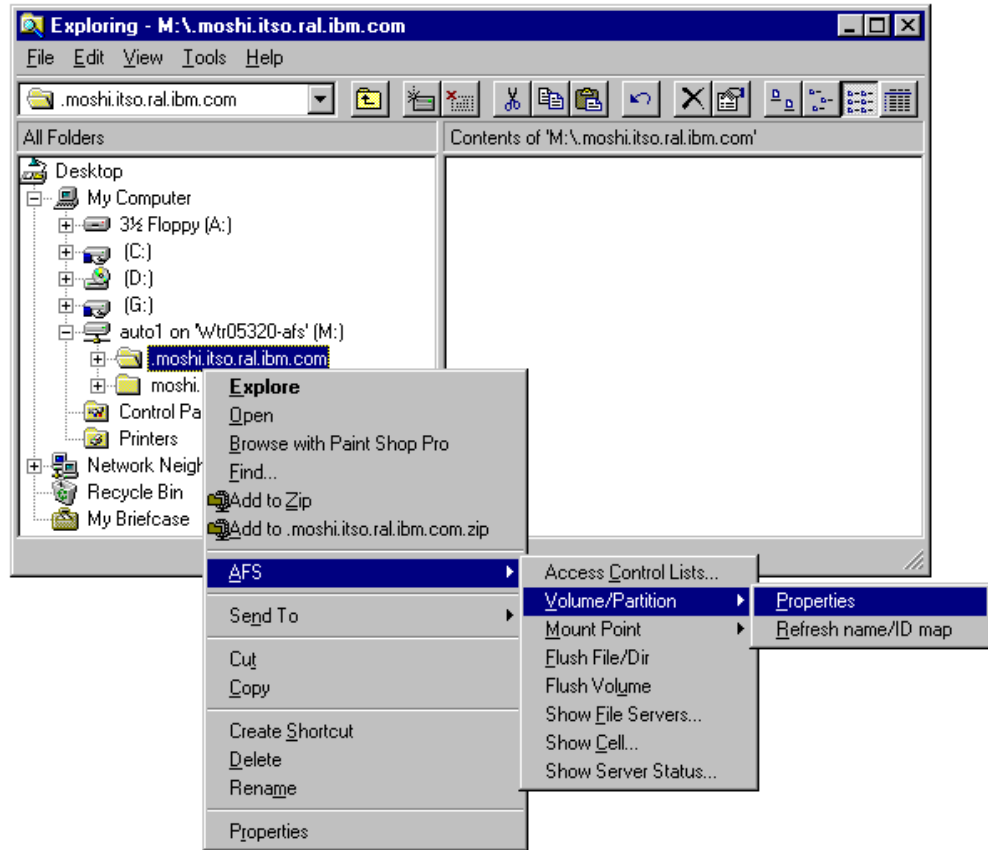 Exploring - M:\.moshi.itso.ral.ibm.com
File Edit View Tools Help
.moshi.itso.ral.ibm.com
All Folders
Contents of 'M:\.moshi.itso.ral.ibm.com'
Desktop
My Computer
3½ Floppy (A:)
(C:)
(D:)
(G:)
auto1 on 'Wtr05320-afs' (M:)
.moshi.itso.ral.ibm.com
moshi.
Control Pa
Printers
Network Neigh
Recycle Bin
My Briefcase
Explore
Open
Browse with Paint Shop Pro
Find...
Add to Zip
Add to .moshi.itso.ral.ibm.com.zip
AFS
Send To
Cut
Copy
Create Shortcut
Delete
Rename
Properties
Access Control Lists...
Volume/Partition
Mount Point
Flush File/Dir
Flush Volume
Show File Servers...
Show Cell...
Show Server Status...
Properties
Refresh name/ID map